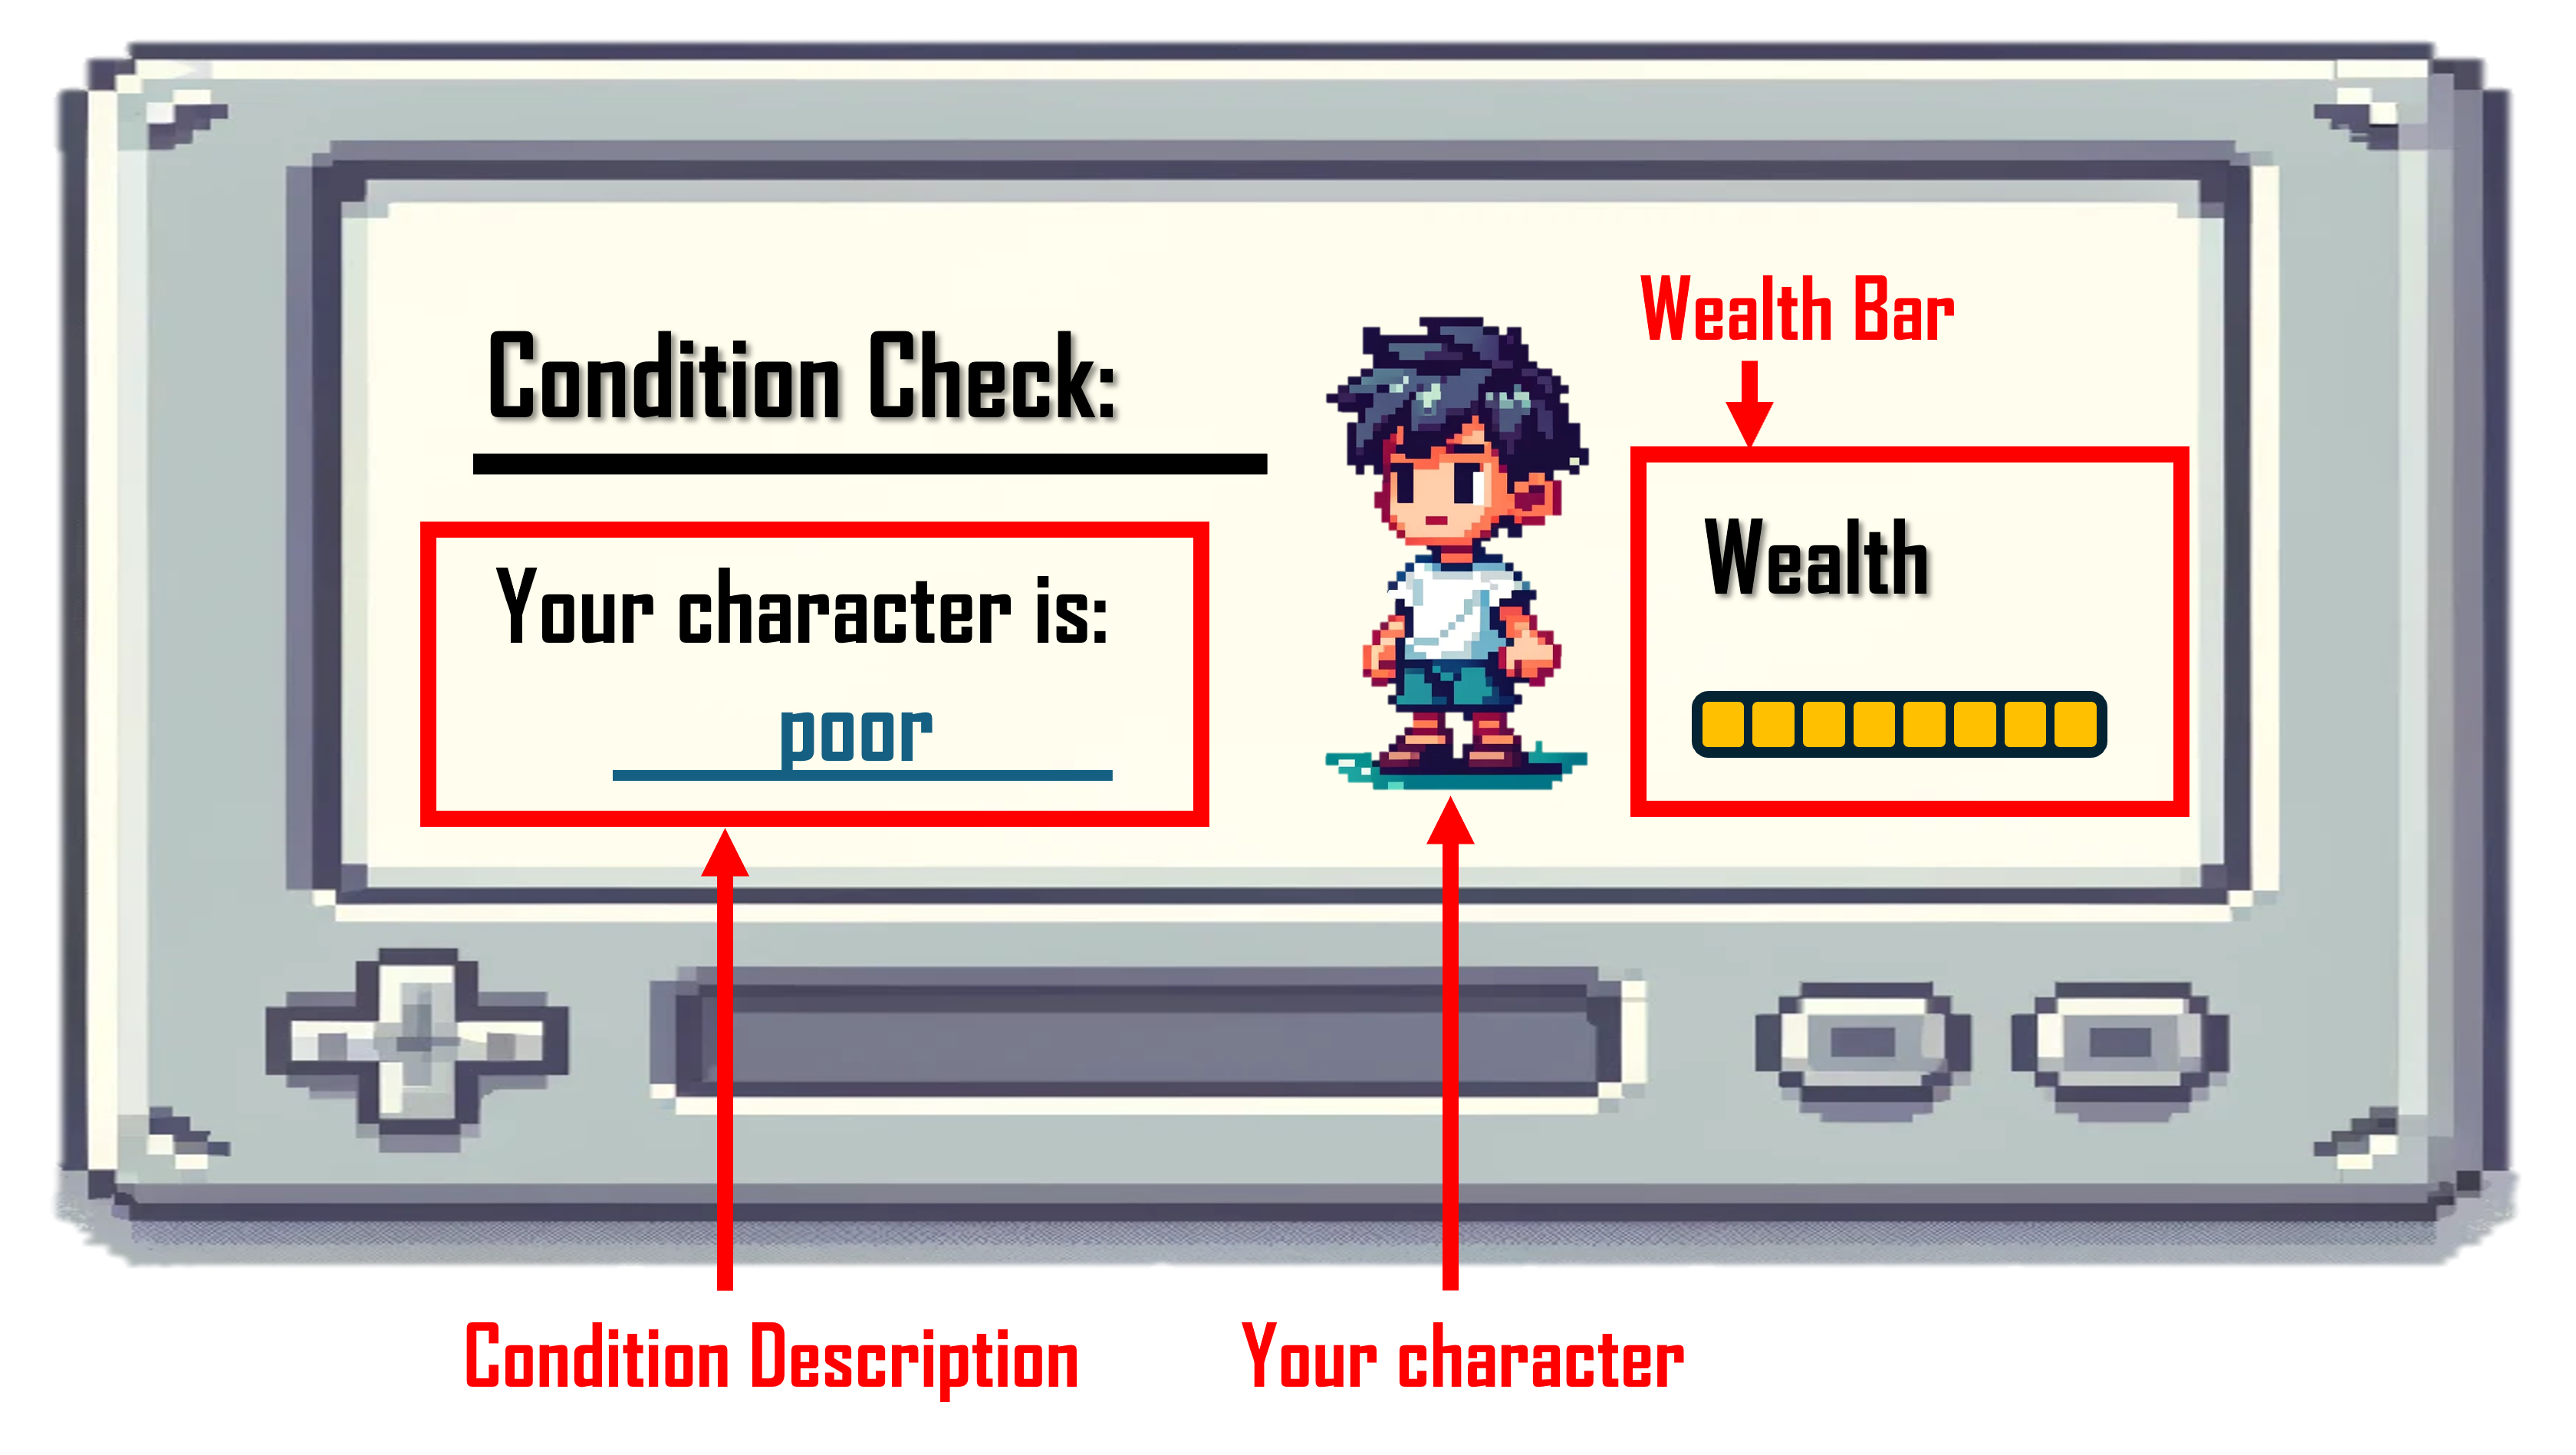 Wealth Bar
Condition Check:
Your character is:
poor
Wealth
Condition Description
Your character